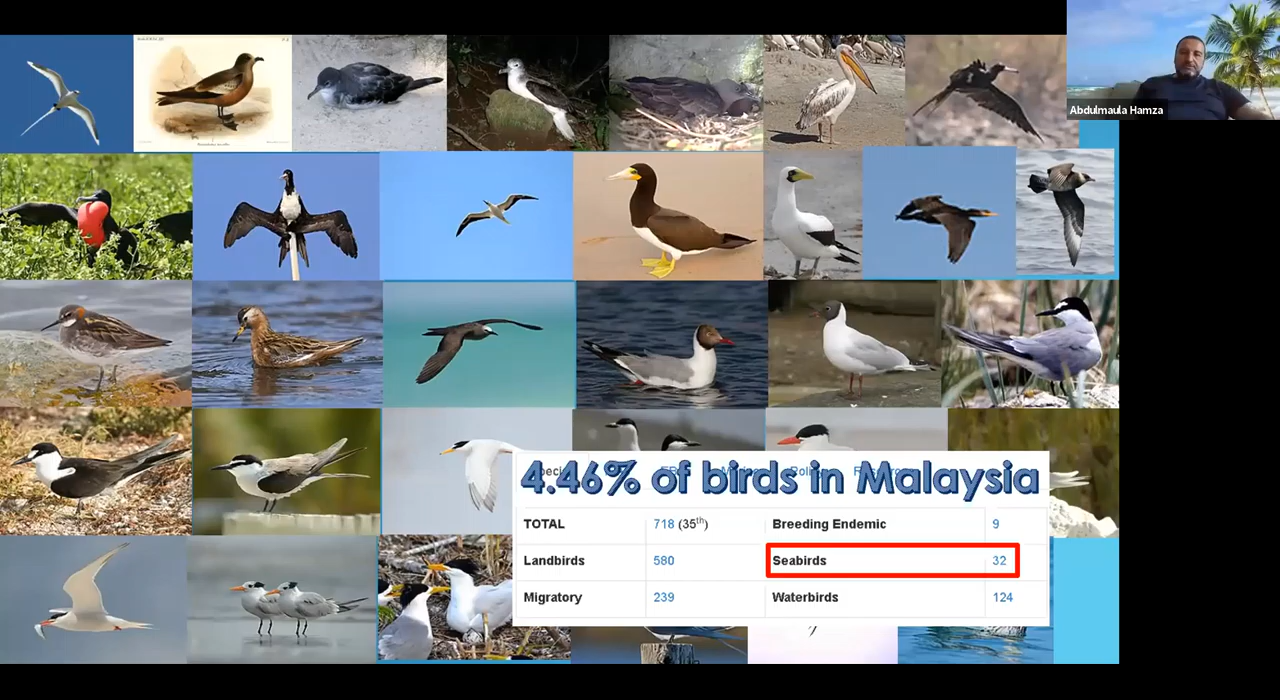 Abdulmaula Hamza
4.46% of birds in Malaysia
TOTAL 718 (35th) Breeding Endemic 9
Landbirds 580 Seabirds 32
Migratory 239 Waterbirds 124